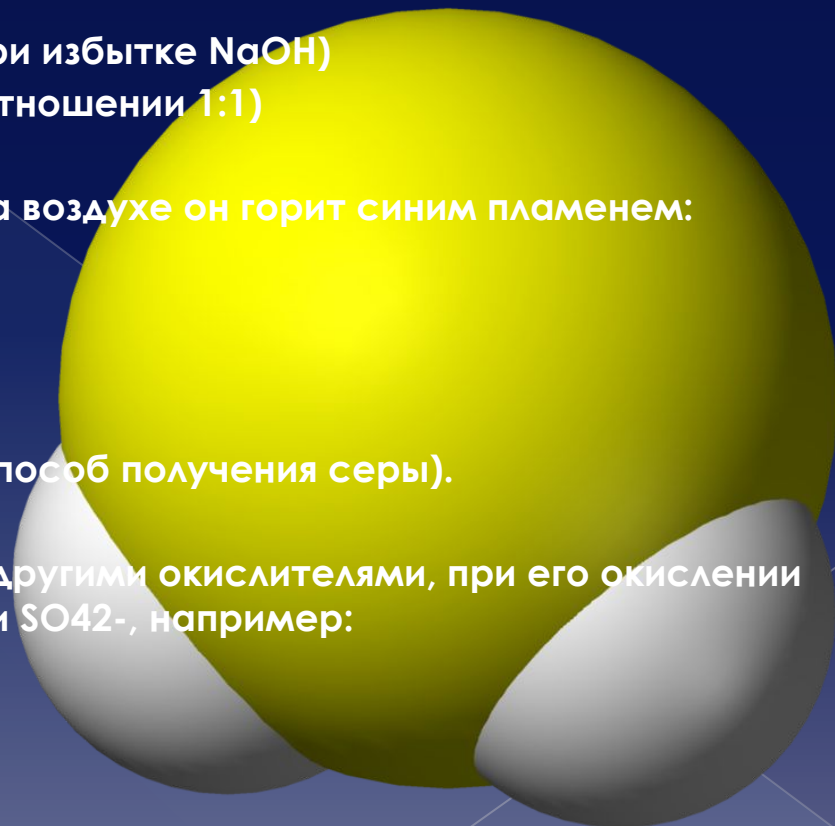 ри избытке NaOH)
тношении 1:1)
а воздухе он горит синим пламенем:
пособ получения серы).
другими окислителями, при его окислении
и SO42-, например: